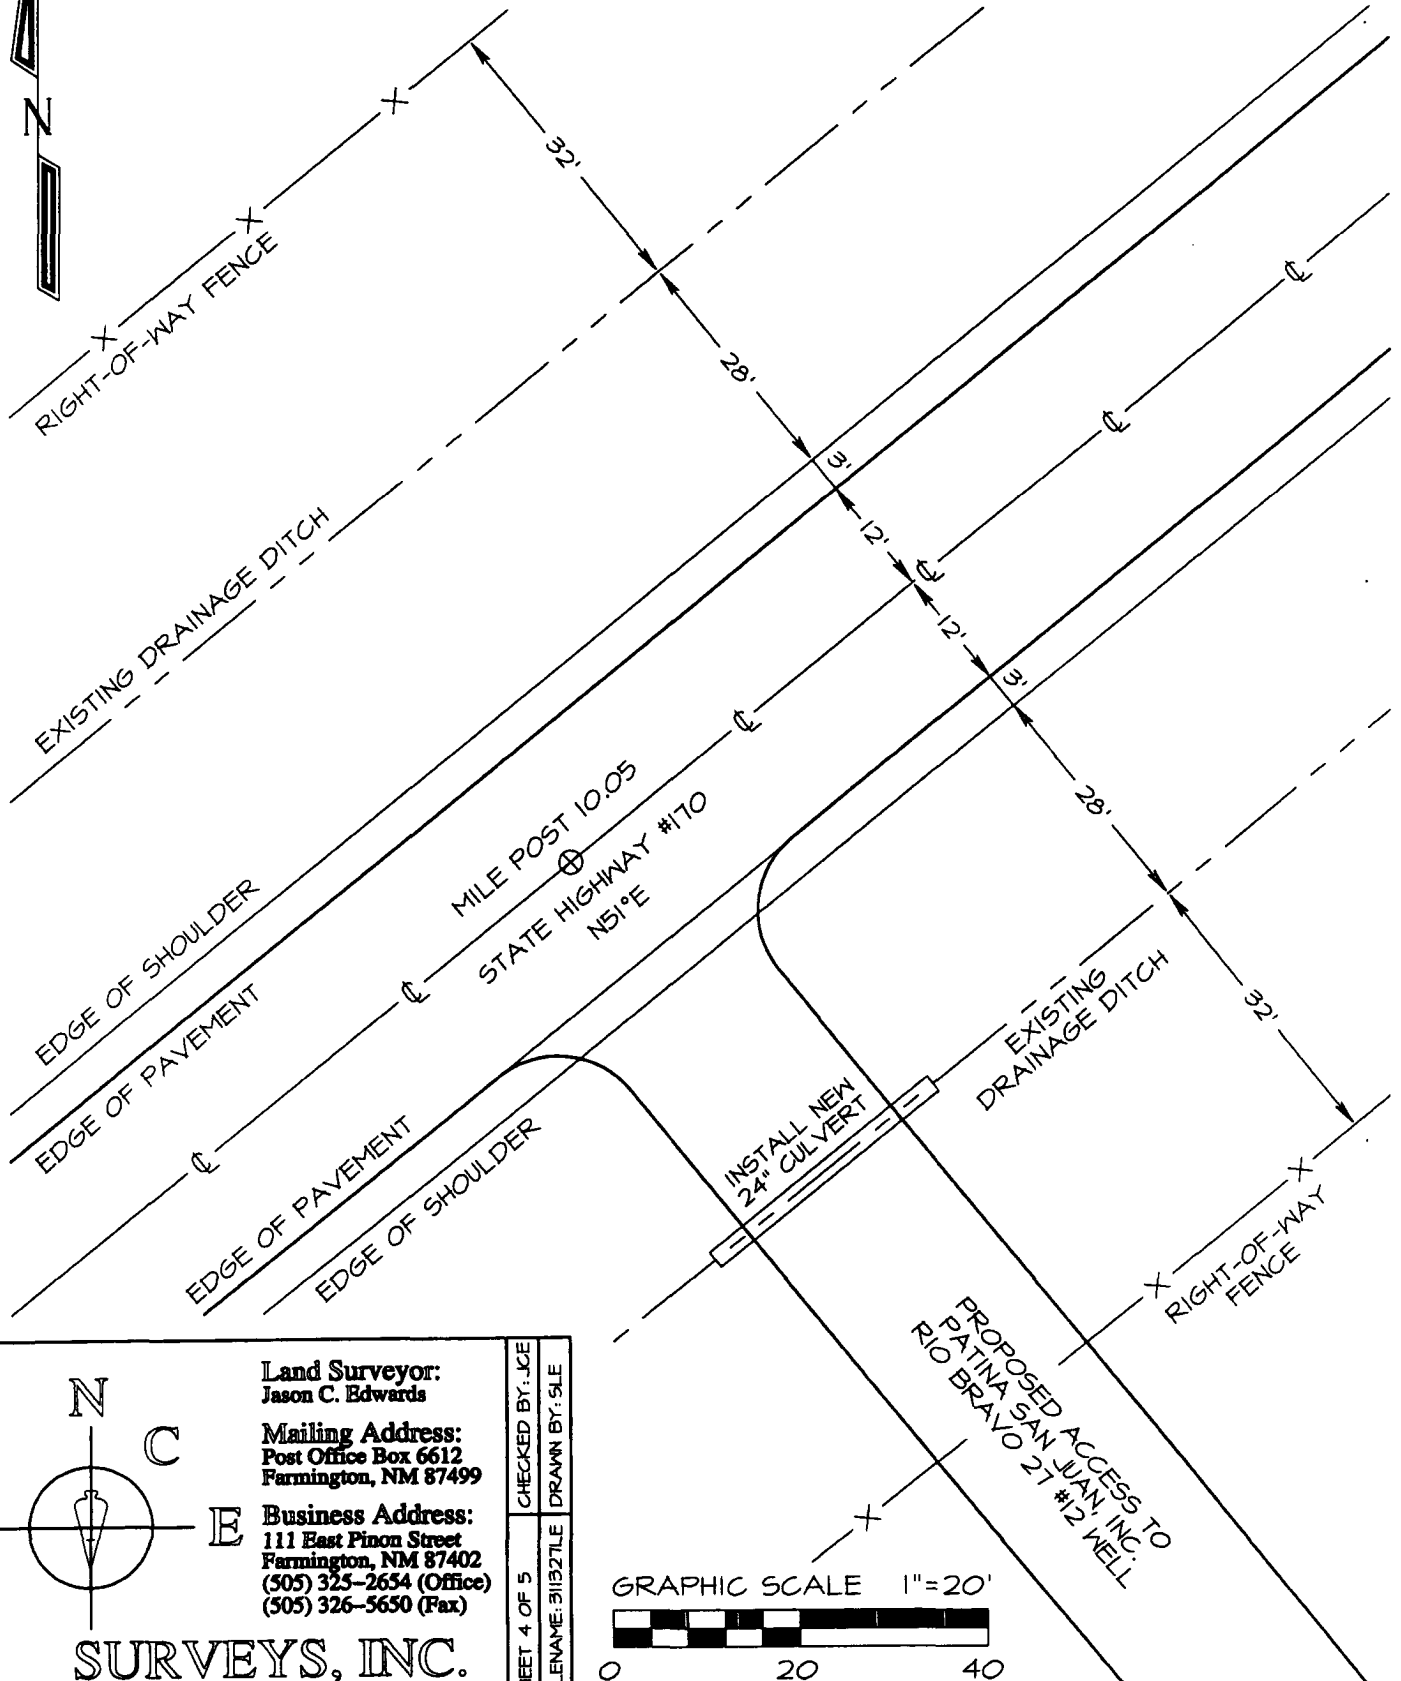 N
32'
RIGHT-OF-WAY FENCE
28'
3'
12'
12'
3'
28'
32'
EXISTING DRAINAGE DITCH
MILE POST 10.05
STATE HIGHWAY #170
N51°E
EDGE OF SHOULDER
EDGE OF PAVEMENT
EDGE OF PAVEMENT
EDGE OF SHOULDER
EXISTING
DRAINAGE DITCH
INSTALL NEW
24" CULVERT
RIGHT-OF-WAY
FENCE
PROPOSED ACCESS TO
PATINA SAN JUAN, INC.
RIO BRAVO 27 #12 WELL
N
C
E
Land Surveyor:
Jason C. Edwards
Mailing Address:
Post Office Box 6612
Farmington, NM 87499
Business Address:
111 East Pinon Street
Farmington, NM 87402
(505) 325-2654 (Office)
(505) 326-5650 (Fax)
SURVEYS, INC.
CHECKED BY: JCE
DRAWN BY: SLE
EET 4 OF 5
LENAME: 311327LE
GRAPHIC SCALE 1"=20'
0 20 40